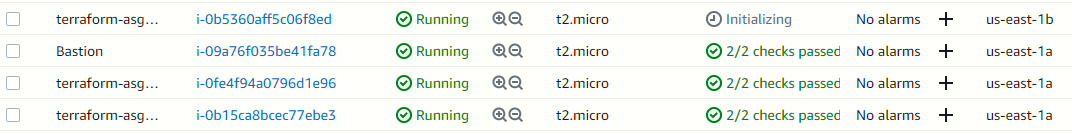 terraform-asg... i-0b5360aff5c06f8ed Running t2.micro Initializing No alarms + us-east-1b
Bastion i-09a76f035be41fa78 Running t2.micro 2/2 checks passed No alarms + us-east-1a
terraform-asg... i-0fe4f94a0796d1e96 Running t2.micro 2/2 checks passed No alarms + us-east-1a
terraform-asg... i-0b15ca8bcec77ebe3 Running t2.micro 2/2 checks passed No alarms + us-east-1a